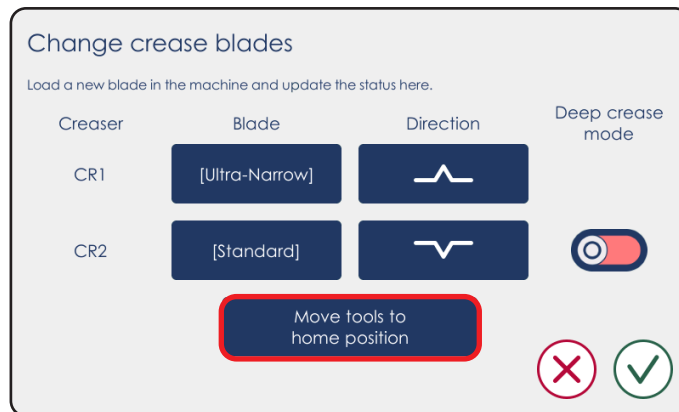 Change crease blades
Load a new blade in the machine and update the status here.
Creaser Blade Direction Deep crease
mode
CR1 [Ultra-Narrow]
CR2 [Standard]
Move tools to
home position